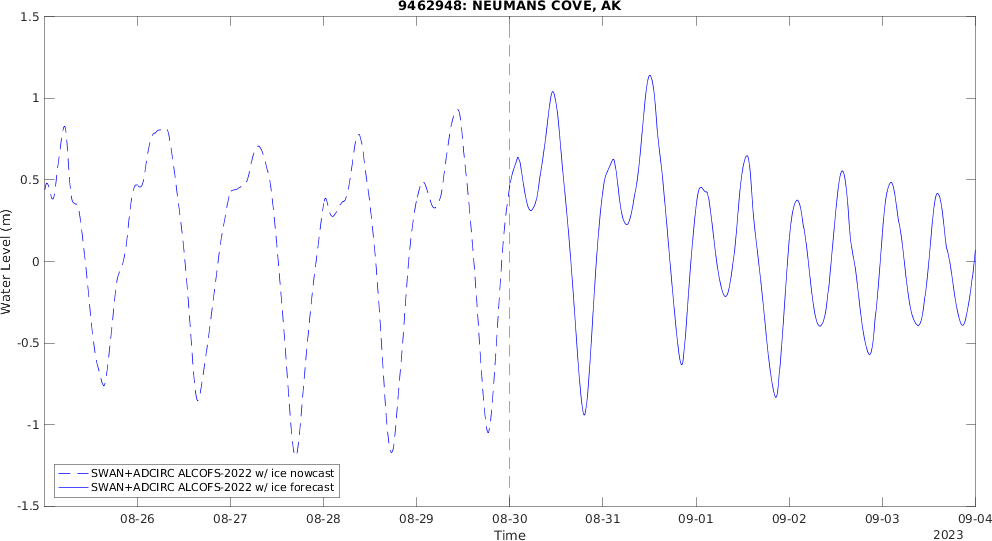 9462948: NEUMANS COVE, AK
1.5
1
0.5
0
-0.5
-1
-1.5
Water Level (m)
SWAN+ADCIRC ALCOFS-2022 w/ ice nowcast
SWAN+ADCIRC ALCOFS-2022 w/ ice forecast
08-26 08-27 08-28 08-29 08-30 08-31 09-01 09-02 09-03 09-04
Time
2023